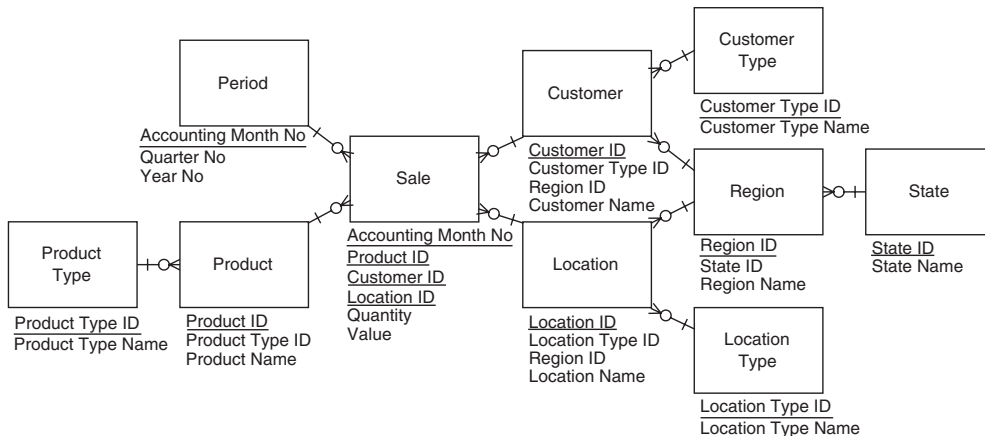 Period
Accounting Month No
Quarter No
Year No
Product
Type
Product Type ID
Product Type Name
Product
Product ID
Product Type ID
Product Name
Sale
Accounting Month No
Product ID
Customer ID
Location ID
Quantity
Value
Customer
Customer ID
Customer Type ID
Region ID
Customer Name
Location
Location ID
Location Type ID
Region ID
Location Name
Customer
Type
Customer Type ID
Customer Type Name
Region
Region ID
State ID
Region Name
State
State ID
State Name
Location
Type
Location Type ID
Location Type Name